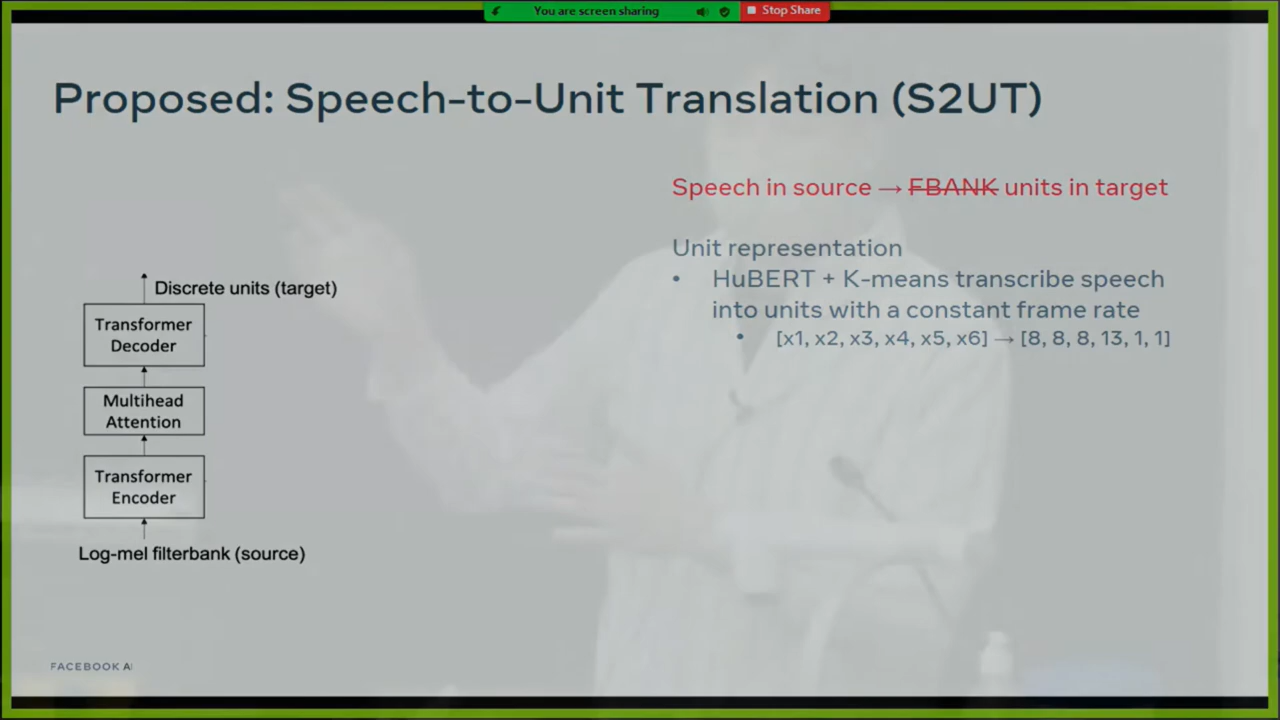 You are screen sharing
Stop Share
Proposed: Speech-to-Unit Translation (S2UT)
Speech in source → FBANK units in target
Unit representation
• HuBERT + K-means transcribe speech
into units with a constant frame rate
• [x1, x2, x3, x4, x5, x6] → [8, 8, 8, 13, 1, 1]
Discrete units (target)
Transformer
Decoder
Multihead
Attention
Transformer
Encoder
Log-mel filterbank (source)
FACEBOOK AI